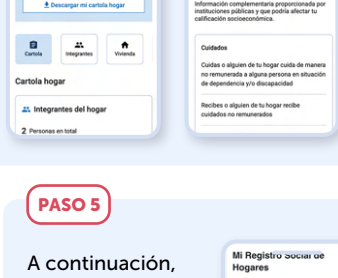 Descargar mi cartola hogar
Cartola
Integrantes
Vivienda
Cartola hogar
Integrantes del hogar
2 Personas en total
Información complementaria proporcionada por
instituciones públicas y que podría afectar tu
calificación socioeconómica.
Cuidados
Cuidas o alguien de tu hogar cuida de manera
no remunerada a alguna persona en situación
de dependencia y/o discapacidad
Recibes o alguien de tu hogar recibe
cuidados no remunerados
PASO 5
A continuación,
Mi Registro Social de
Hogares